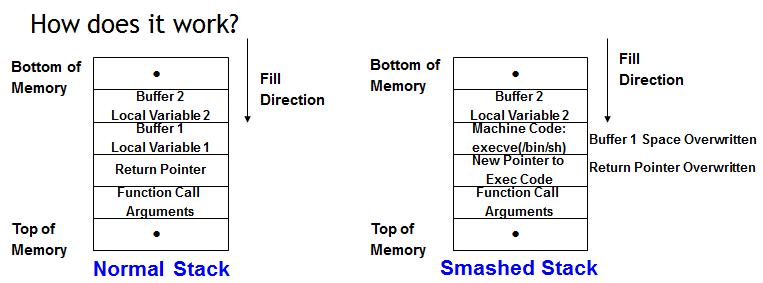 How does it work?
Bottom of
Memory
●
Buffer 2
Local Variable 2
Buffer 1
Local Variable 1
Return Pointer
Function Call
Arguments
●
Top of
Memory
Fill
Direction
Normal Stack
Bottom of
Memory
●
Buffer 2
Local Variable 2
Machine Code:
execve(/bin/sh)
New Pointer to
Exec Code
Function Call
Arguments
●
Top of
Memory
Fill
Direction
Buffer 1 Space Overwritten
Return Pointer Overwritten
Smashed Stack